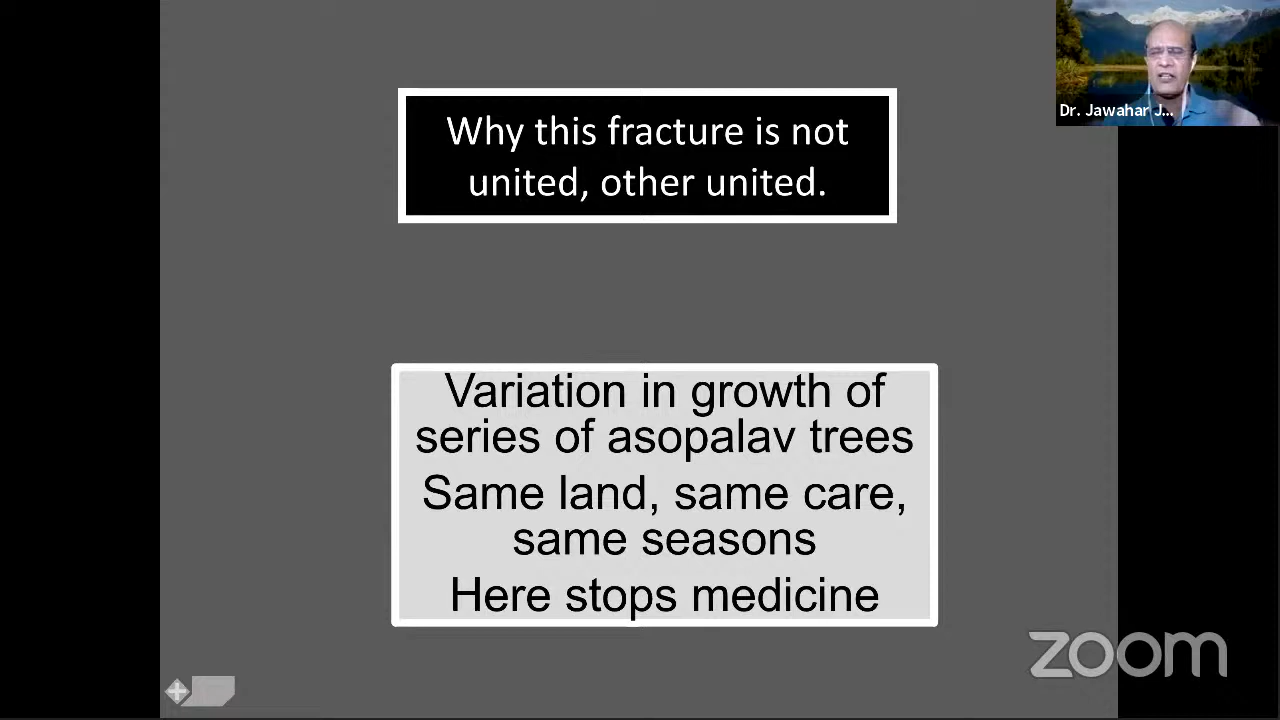 Dr. Jawahar J...
Why this fracture is not
united, other united.
Variation in growth of
series of asopalav trees
Same land, same care,
same seasons
Here stops medicine
zoom